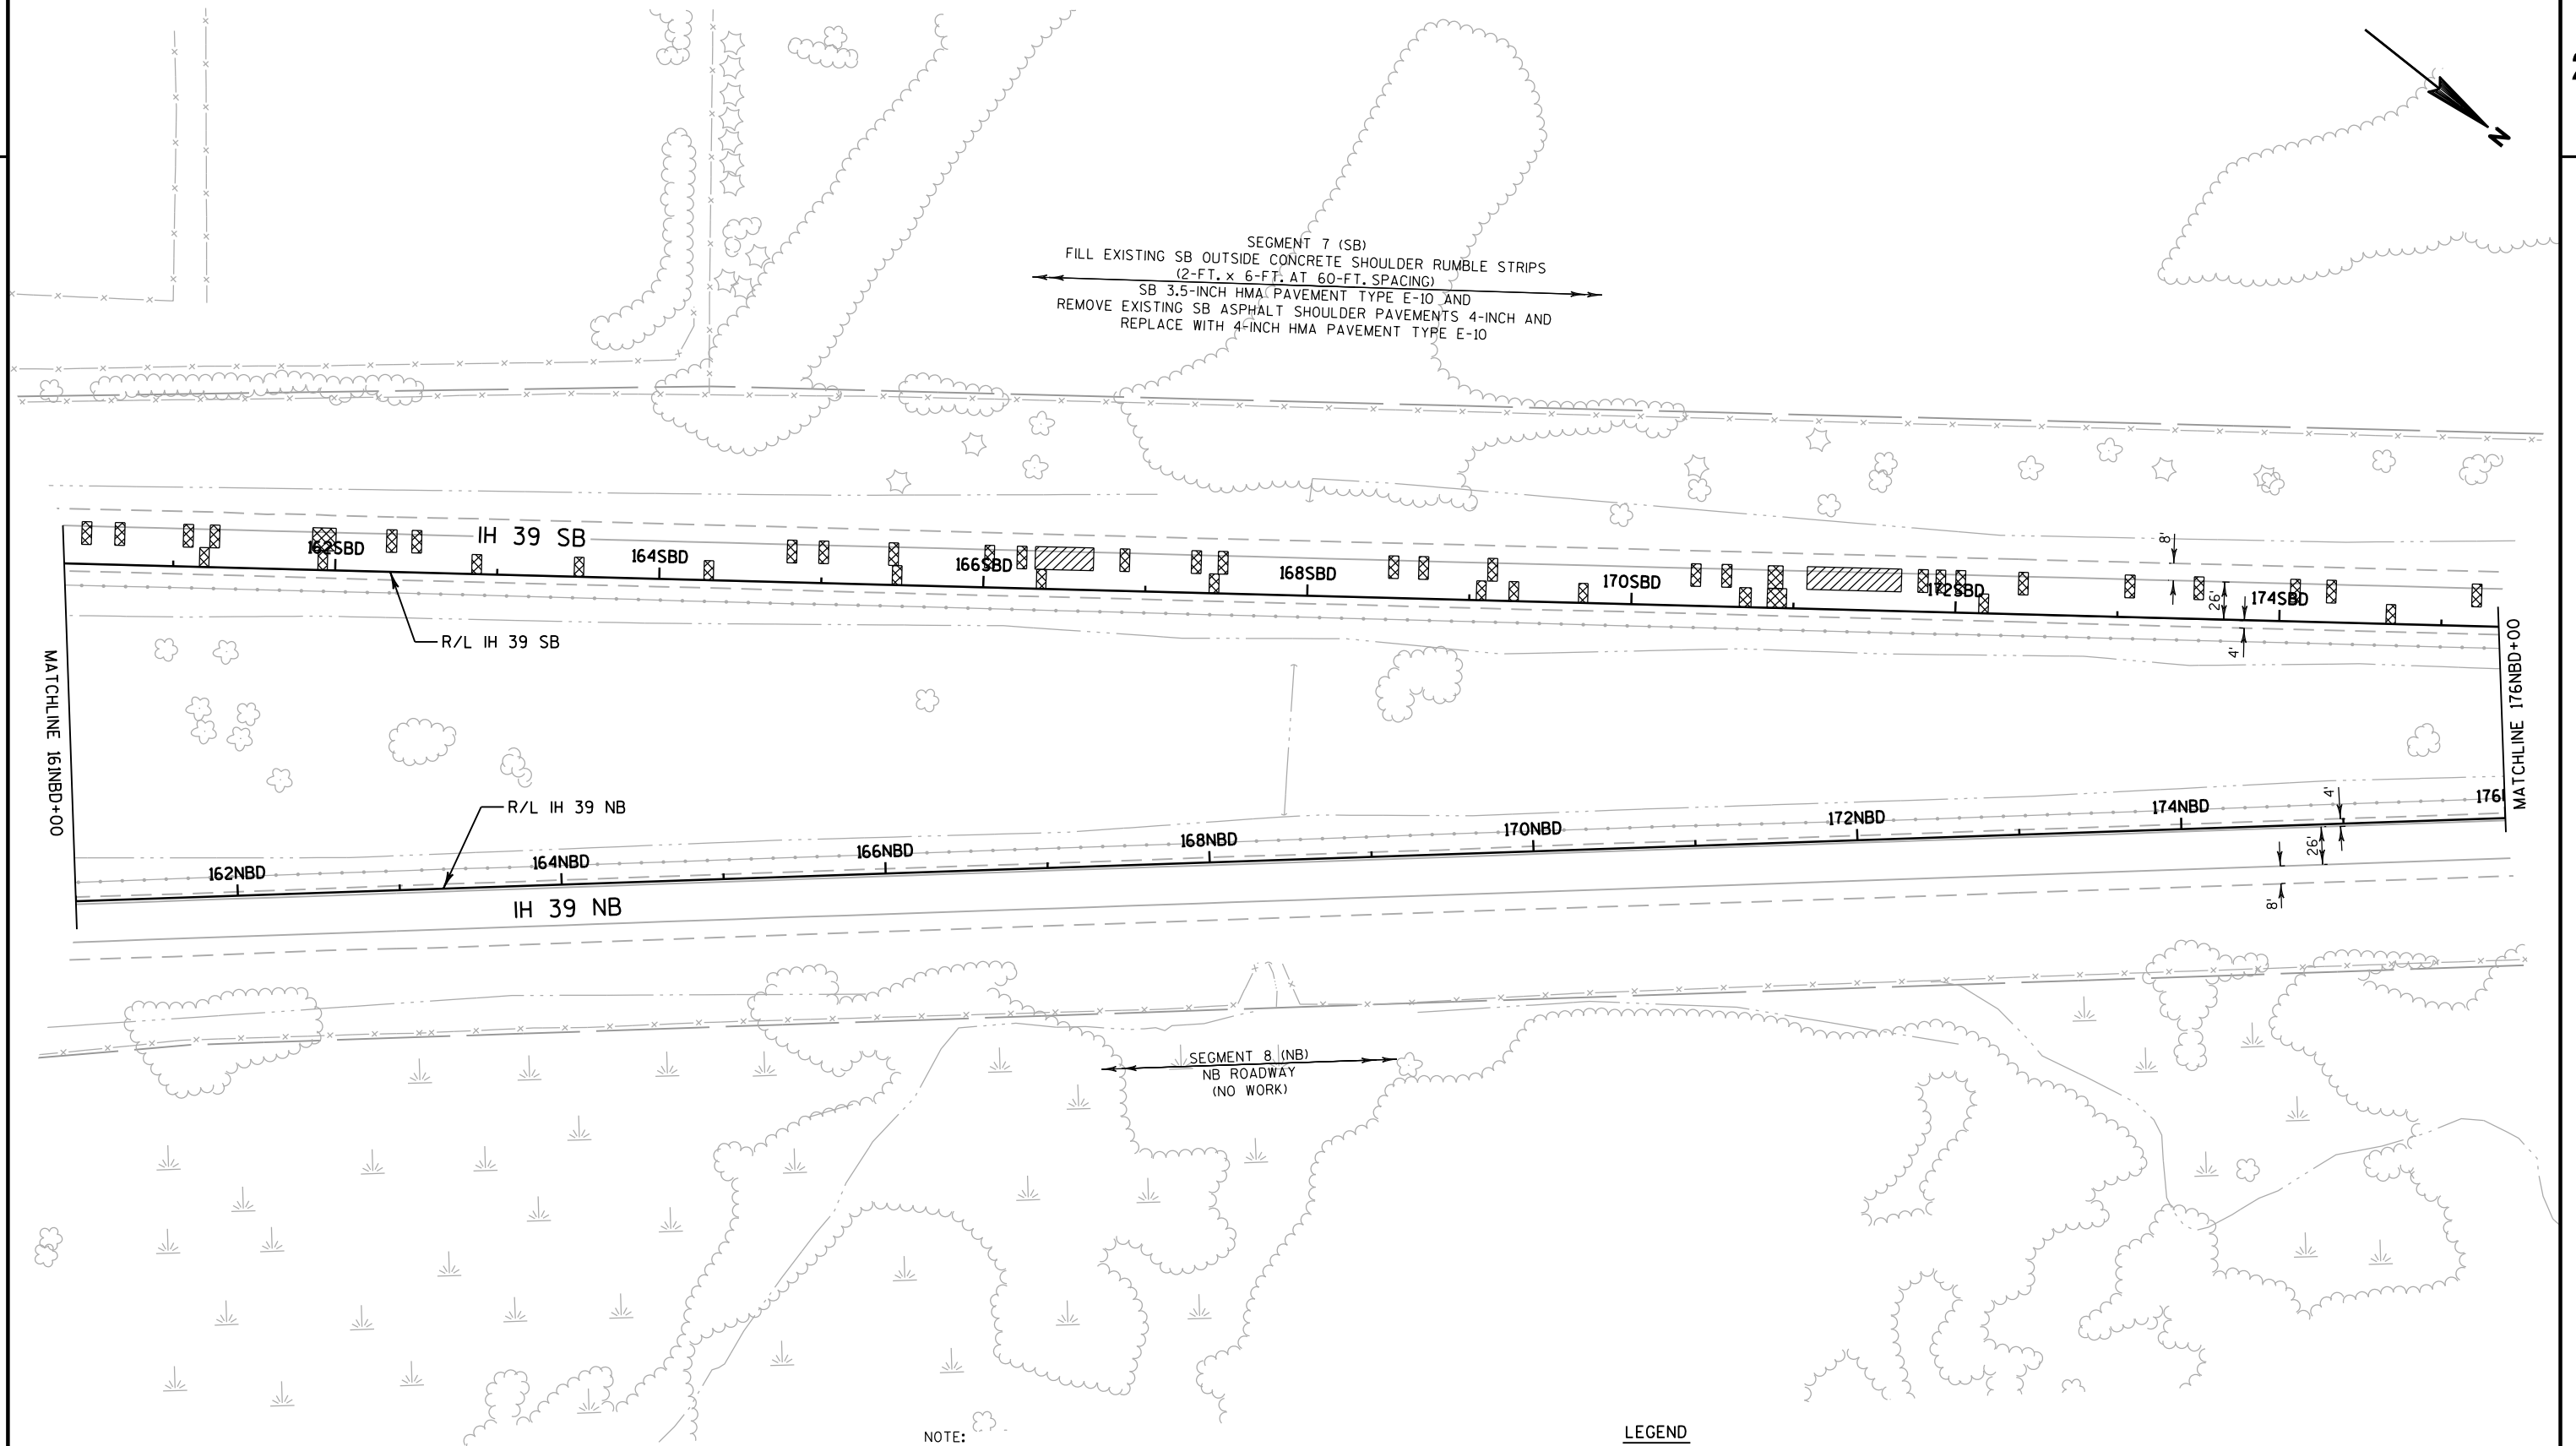 N
SEGMENT 7 (SB)
FILL EXISTING SB OUTSIDE CONCRETE SHOULDER RUMBLE STRIPS
(2-FT. x 6-FT. AT 60-FT. SPACING)
SB 3.5-INCH HMA PAVEMENT TYPE E-10 AND
REMOVE EXISTING SB ASPHALT SHOULDER PAVEMENTS 4-INCH AND
REPLACE WITH 4-INCH HMA PAVEMENT TYPE E-10
IH 39 SB
162SBD
164SBD
166SBD
168SBD
170SBD
172SBD
174SBD
8'
26'
4'
R/L IH 39 SB
MATCHLINE 161NBD+00
MATCHLINE 176NBD+00
R/L IH 39 NB
162NBD
164NBD
166NBD
168NBD
170NBD
172NBD
174NBD
176
4'
26'
8'
IH 39 NB
SEGMENT 8 (NB)
NB ROADWAY
(NO WORK)
NOTE:
LEGEND